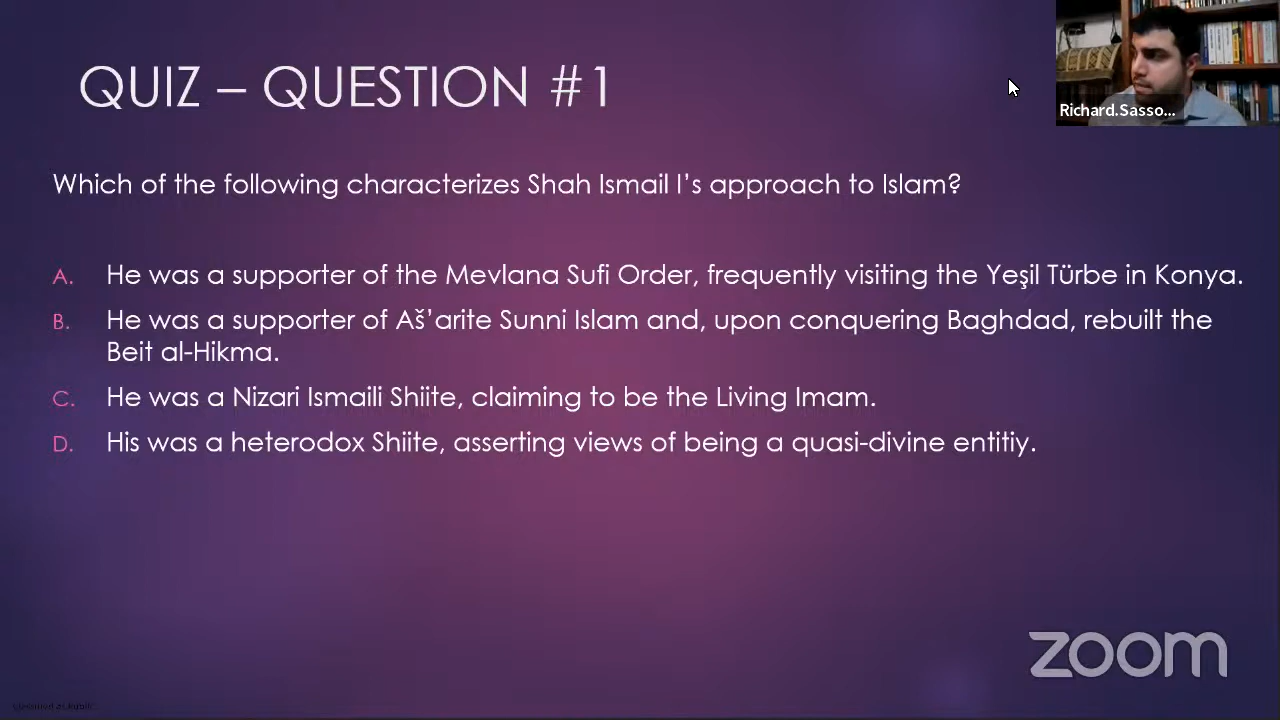 QUIZ – QUESTION #1
Richard.Sasso...
Which of the following characterizes Shah Ismail I’s approach to Islam?
A. He was a supporter of the Mevlana Sufi Order, frequently visiting the Yeşil Türbe in Konya.
B. He was a supporter of Aš’arite Sunni Islam and, upon conquering Baghdad, rebuilt the
Beit al-Hikma.
C. He was a Nizari Ismaili Shiite, claiming to be the Living Imam.
D. His was a heterodox Shiite, asserting views of being a quasi-divine entitiy.
zoom